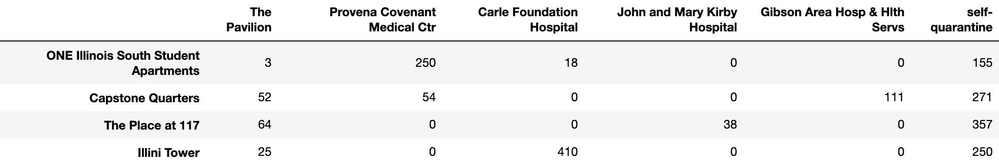 The Provena Covenant Carle Foundation John and Mary Kirby Gibson Area Hosp & Hlth self-
Pavilion Medical Ctr Hospital Hospital Servs quarantine
ONE Illinois South Student
Apartments 3 250 18 0 0 155
Capstone Quarters 52 54 0 0 111 271
The Place at 117 64 0 0 38 0 357
Illini Tower 25 0 410 0 0 250